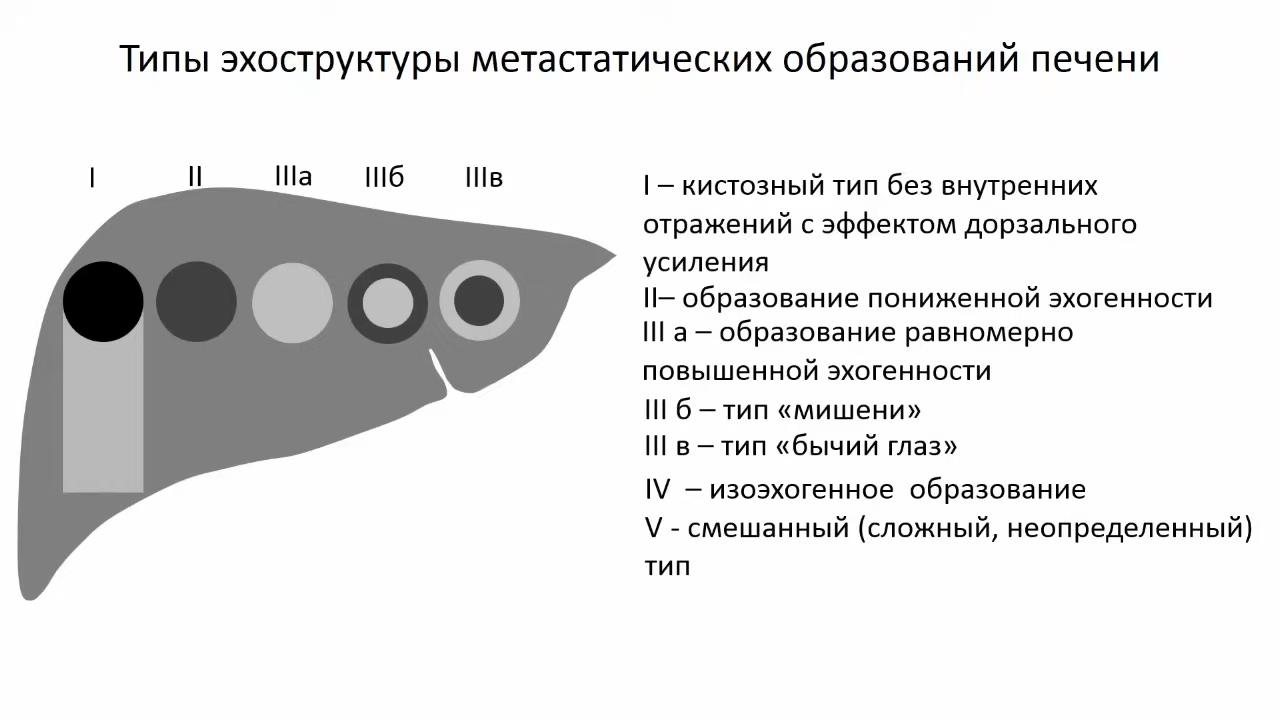 Типы эхоструктуры метастатических образований печени
I
II
IIIа
IIIб
IIIв
I – кистозный тип без внутренних
отражений с эффектом дорзального
усиления
II– образование пониженной эхогенности
III а – образование равномерно
повышенной эхогенности
III б – тип «мишени»
III в – тип «бычий глаз»
IV – изоэхогенное образование
V - смешанный (сложный, неопределенный)
тип